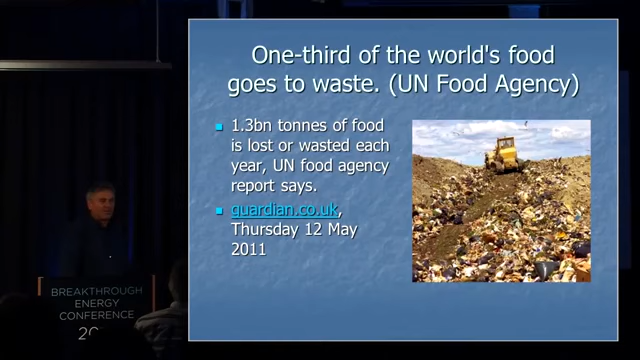 One-third of the world's food
goes to waste. (UN Food Agency)
1.3bn tonnes of food
is lost or wasted each
year, UN food agency
report says.
guardian.co.uk,
Thursday 12 May
2011
BREAKTHROUGH
ENERGY
CONFERENCE